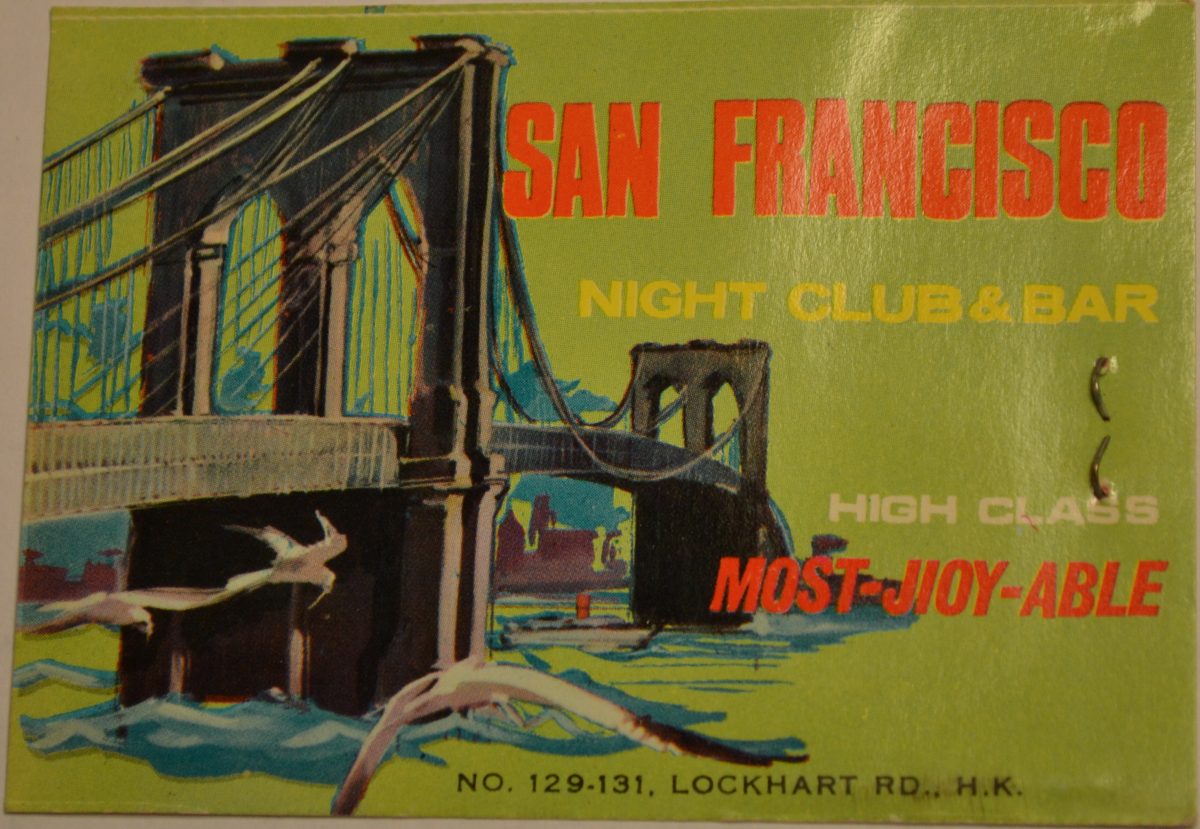 SAN FRANCISCO
NIGHT CLUB & BAR
HIGH CLASS
MOST-JIOY-ABLE
NO. 129-131, LOCKHART RD., H.K.